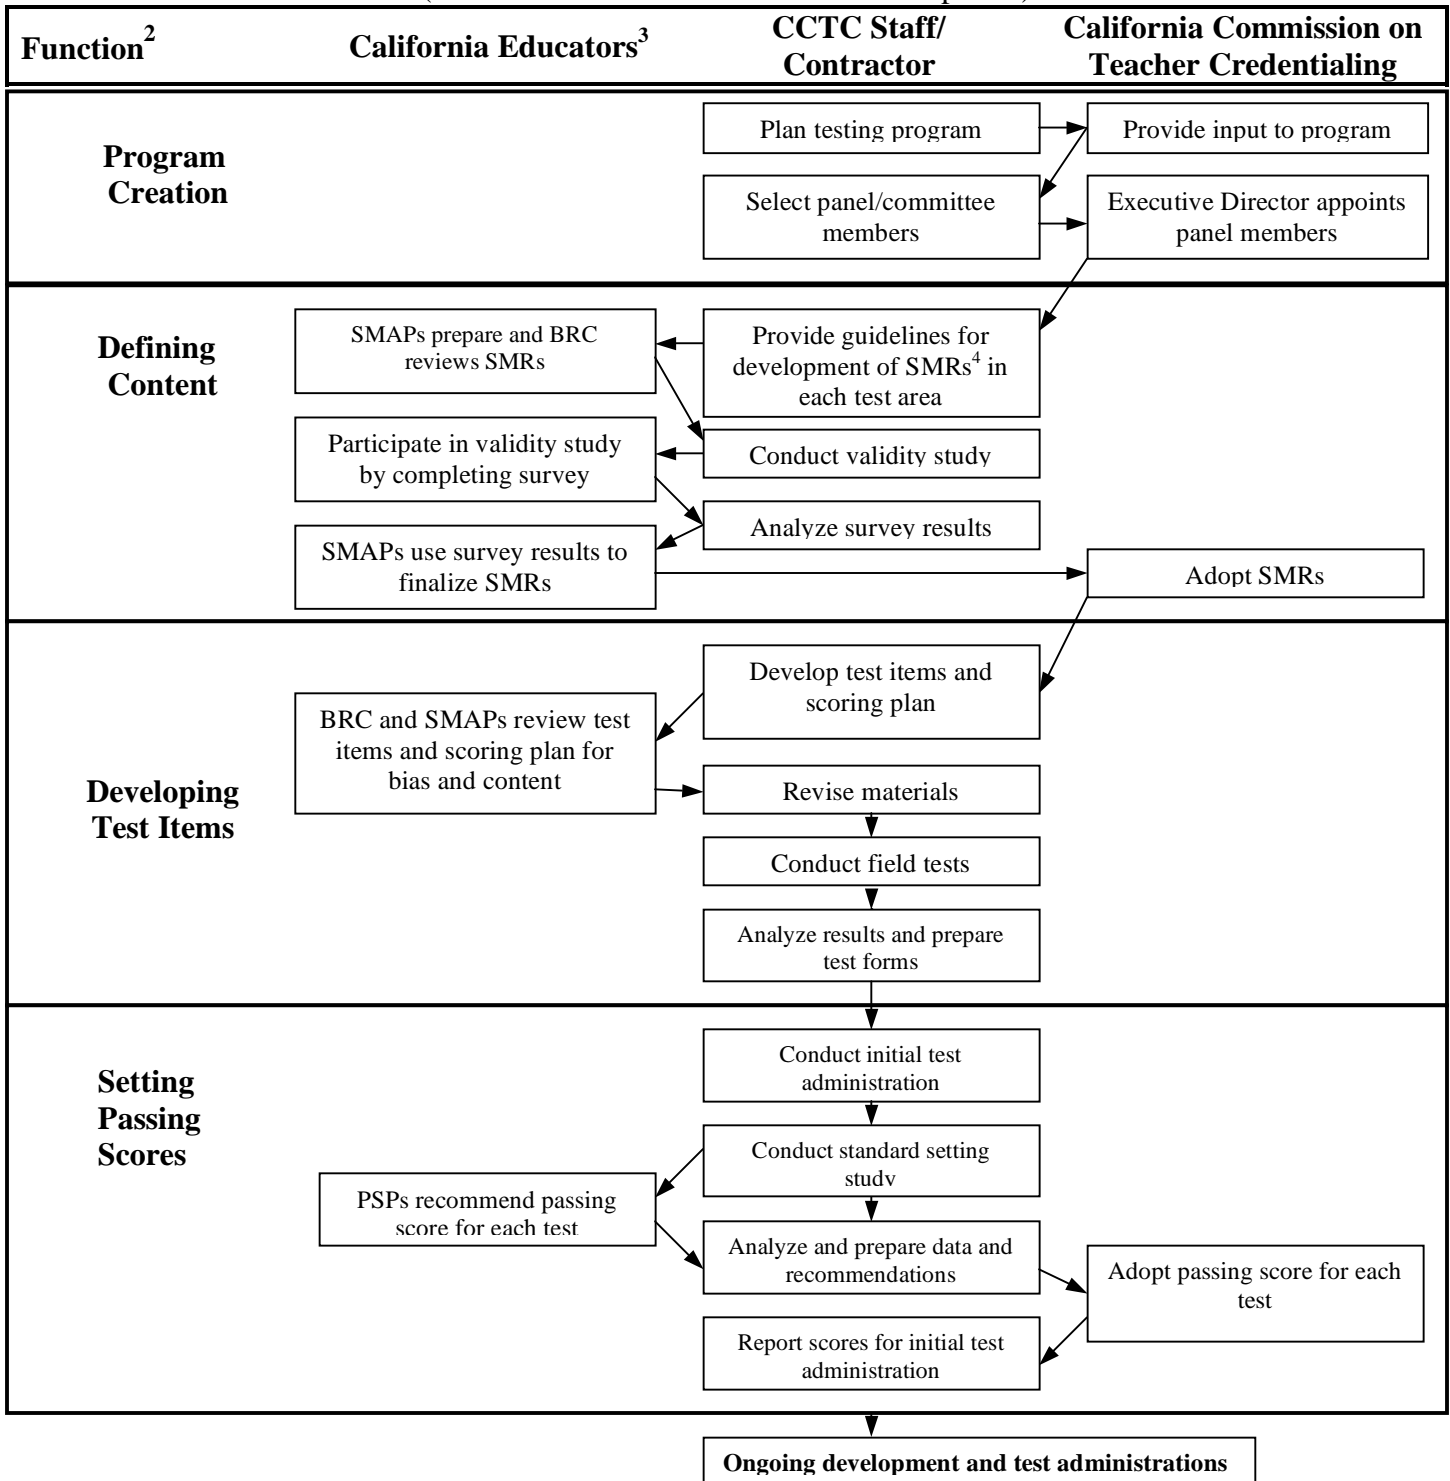 Function2
California Educators3
CCTC Staff/
Contractor
California Commission on
Teacher Credentialing
Program
Creation
Plan testing program
Provide input to program
Select panel/committee
members
Executive Director appoints
panel members
Defining
Content
SMAPs prepare and BRC
reviews SMRs
Provide guidelines for
development of SMRs4 in
each test area
Participate in validity study
by completing survey
Conduct validity study
Analyze survey results
SMAPs use survey results to
finalize SMRs
Adopt SMRs
Developing
Test Items
Develop test items and
scoring plan
BRC and SMAPs review test
items and scoring plan for
bias and content
Revise materials
Conduct field tests
Analyze results and prepare
test forms
Setting
Passing
Scores
Conduct initial test
administration
Conduct standard setting
study
PSPs recommend passing
score for each test
Analyze and prepare data and
recommendations
Adopt passing score for each
test
Report scores for initial test
administration
Ongoing development and test administrations